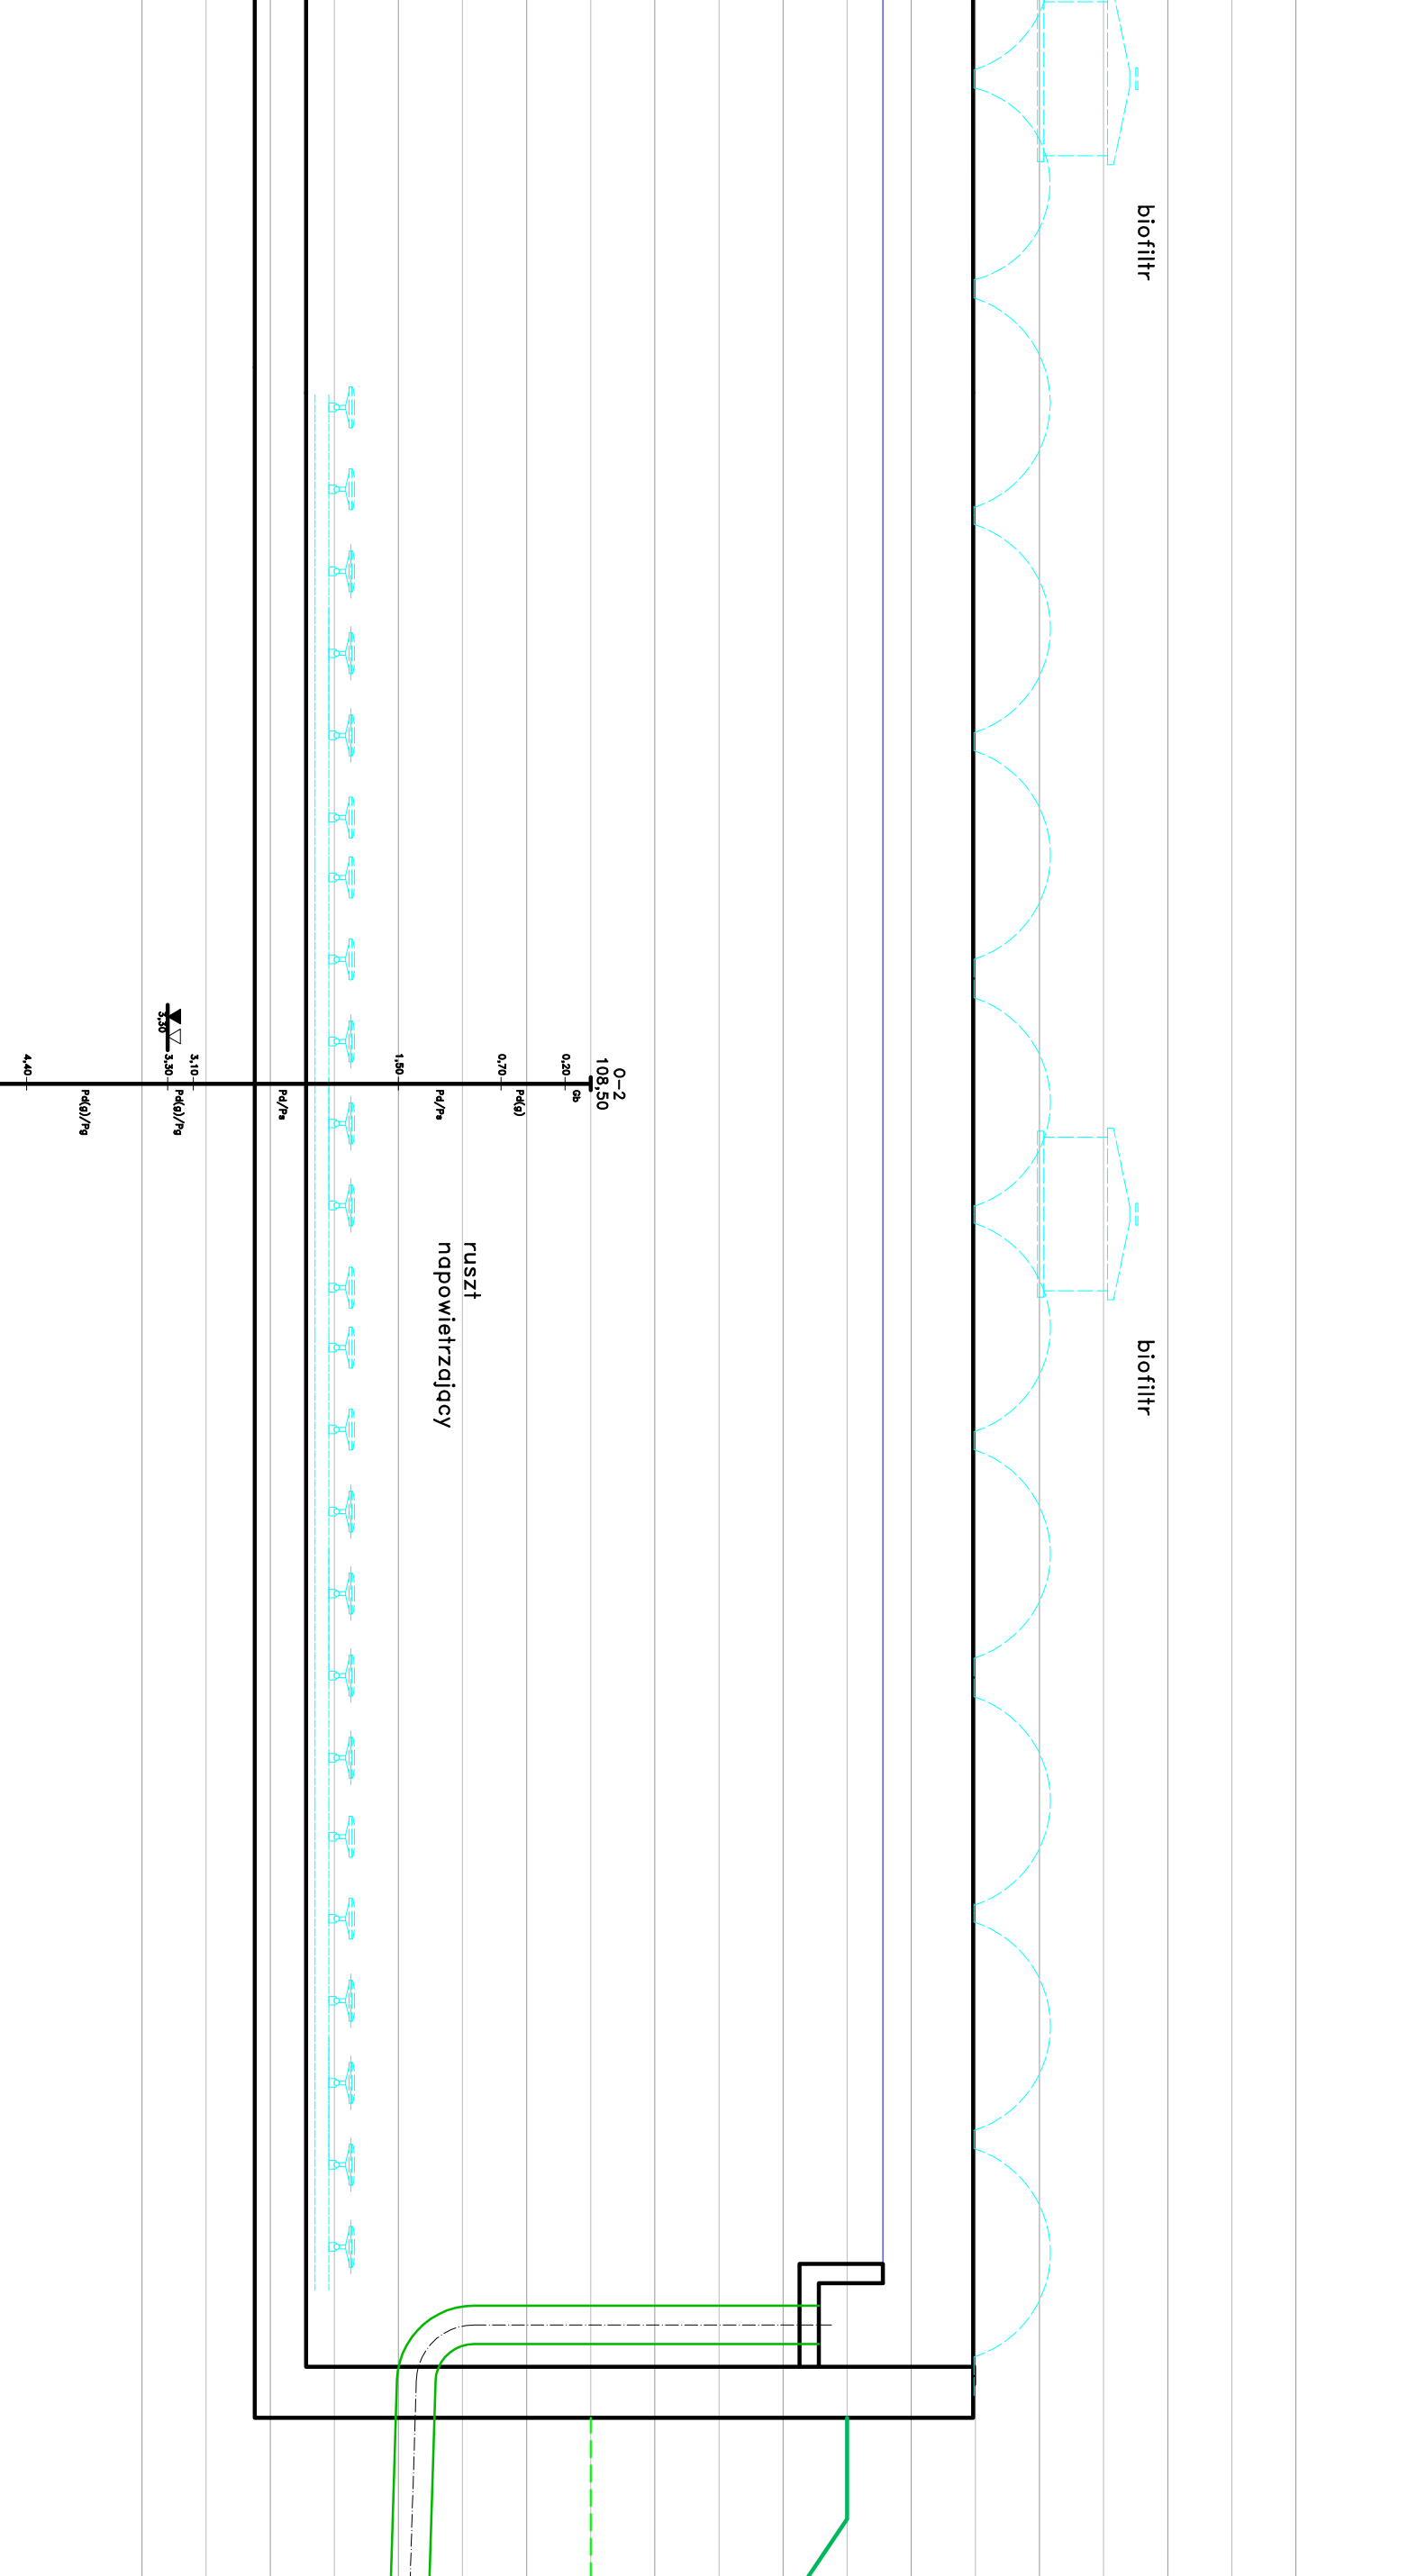 biofiltr
biofiltr
O-2
108,50
Gb
0,20
Pd(g)
0,70
Pd/Ps
1,50
Pd/Ps
3,10
Pd(g)/Pg
3,30
3,30
Pd(g)/Pg
4,40
ruszt
napowietrzający